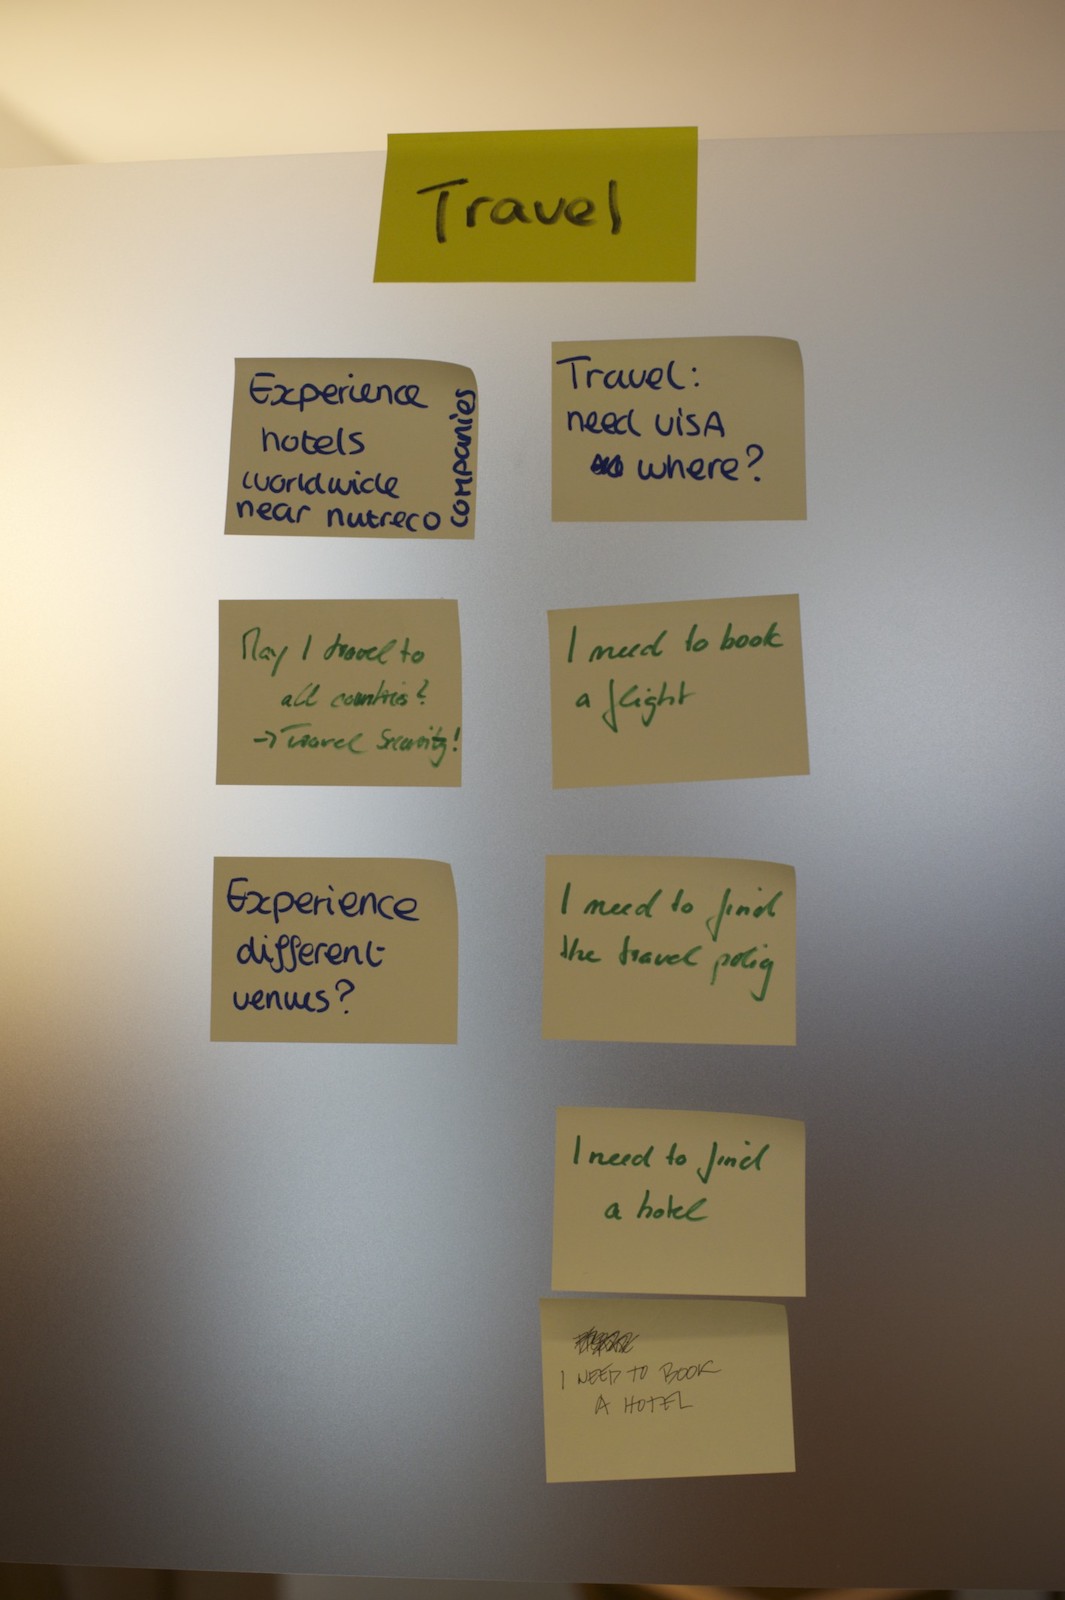 Travel
Experience
hotels
worldwide
near nutreco
companies
Travel:
need VISA
where?
May I travel to
all countries?
→ Travel Security!
I need to book
a flight
Experience
different
venues?
I need to find
the travel policy
I need to find
a hotel
I NEED TO BOOK
A HOTEL